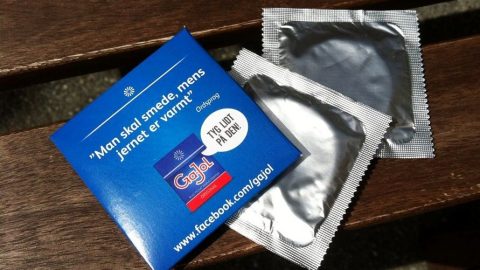 "Man skal smede, mens
jernet er varmt"
Ordsprog
TYG LIDT
PÅ DEN!
Gajol
www.facebook.com/gajol